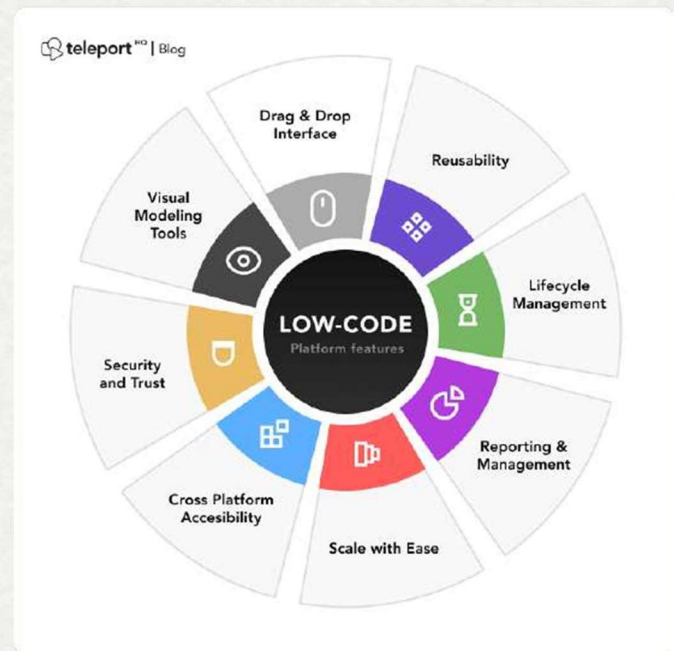 teleport HQ | Blog
Drag & Drop
Interface
Reusability
Lifecycle
Management
Reporting &
Management
Scale with Ease
Cross Platform
Accesibility
Security
and Trust
Visual
Modeling
Tools
LOW-CODE
Platform features